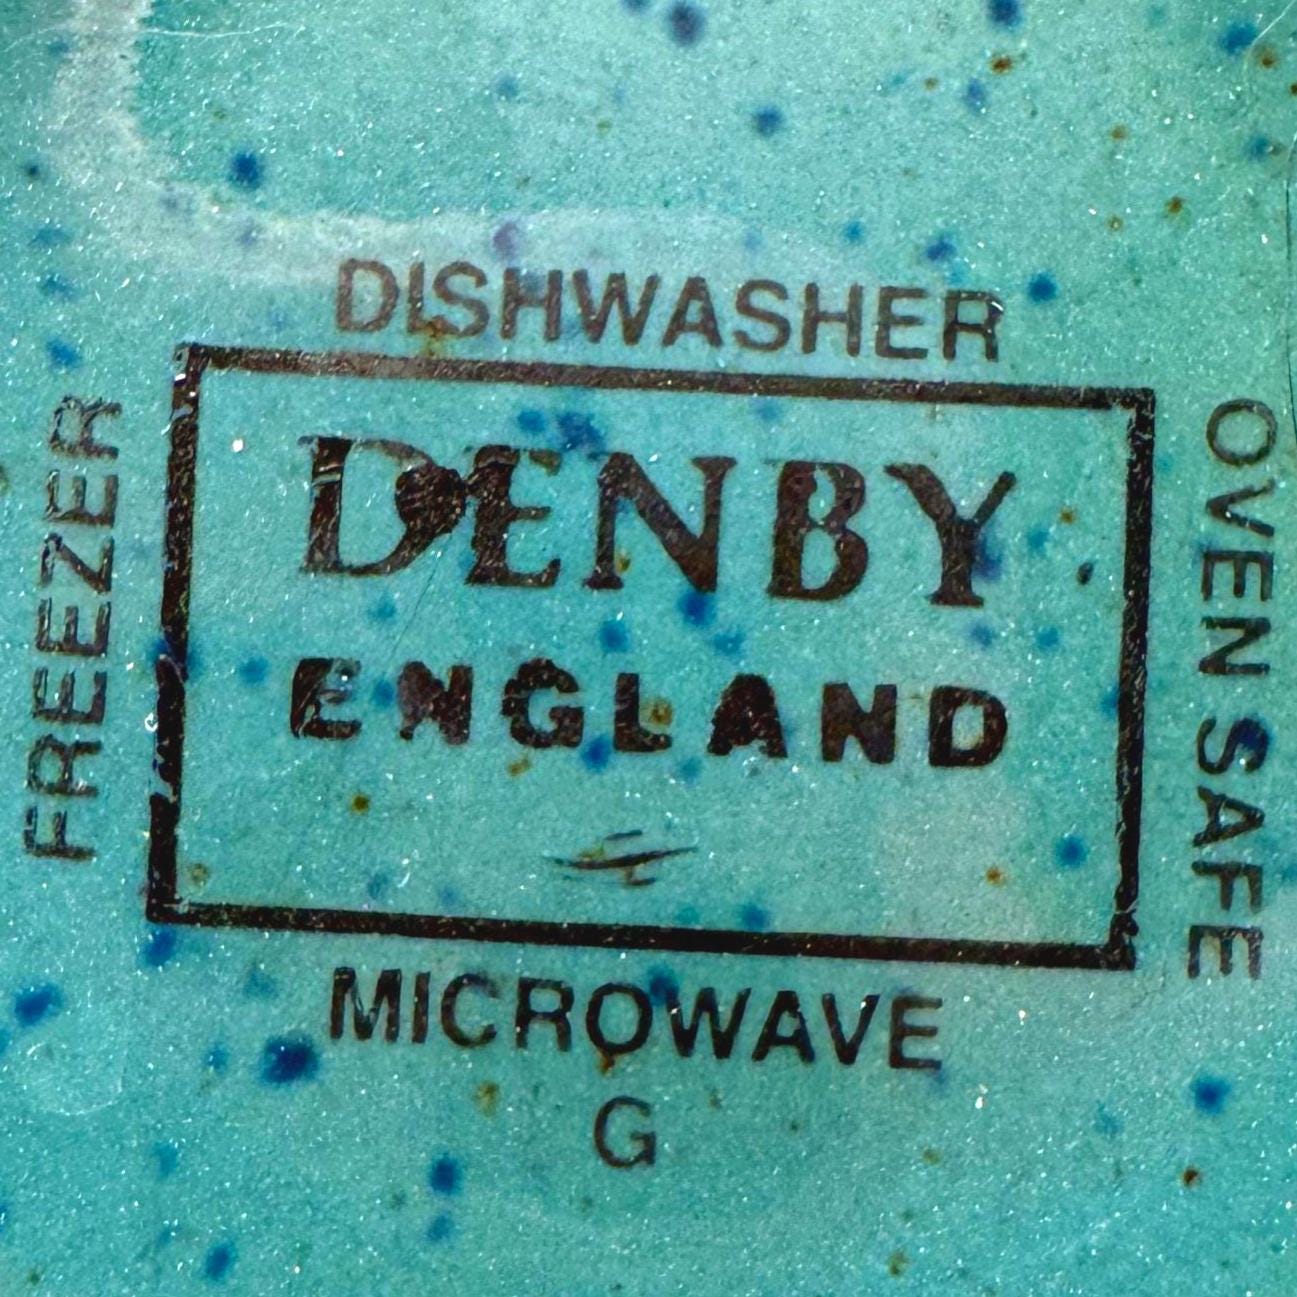 DISHWASHER
FREEZER
DENBY
ENGLAND
OVEN SAFE
MICROWAVE
G